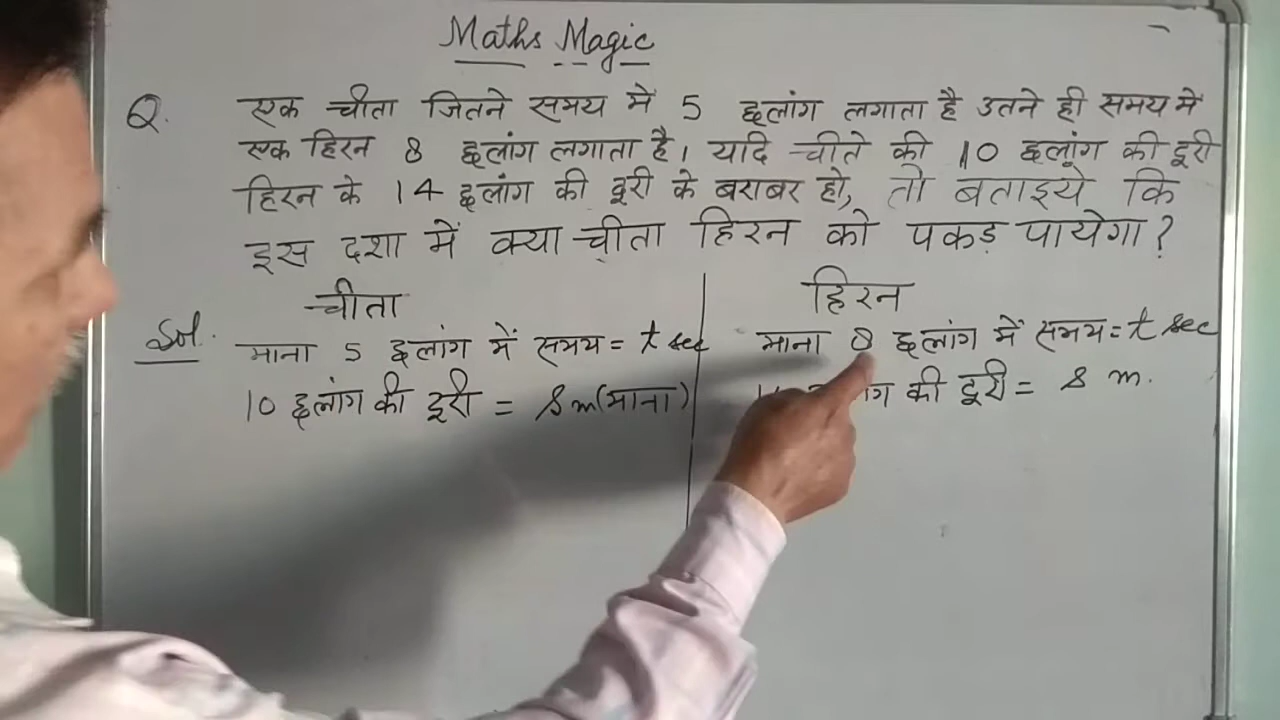 Maths Magic
Q. एक चीता जितने समय में 5 छलांग लगाता है उतने ही समय में
एक हिरन 8 छलांग लगाता है। यदि चीते की 10 छलांग की दूरी
हिरन के 14 छलांग की दूरी के बराबर हो, तो बताइये कि
इस दशा में क्या चीता हिरन को पकड़ पायेगा?
चीता
हिरन
Sol.
माना 5 छलांग में समय = t sec
10 छलांग की दूरी = s m (माना)
माना 8 छलांग में समय = t sec
की दूरी = s m.